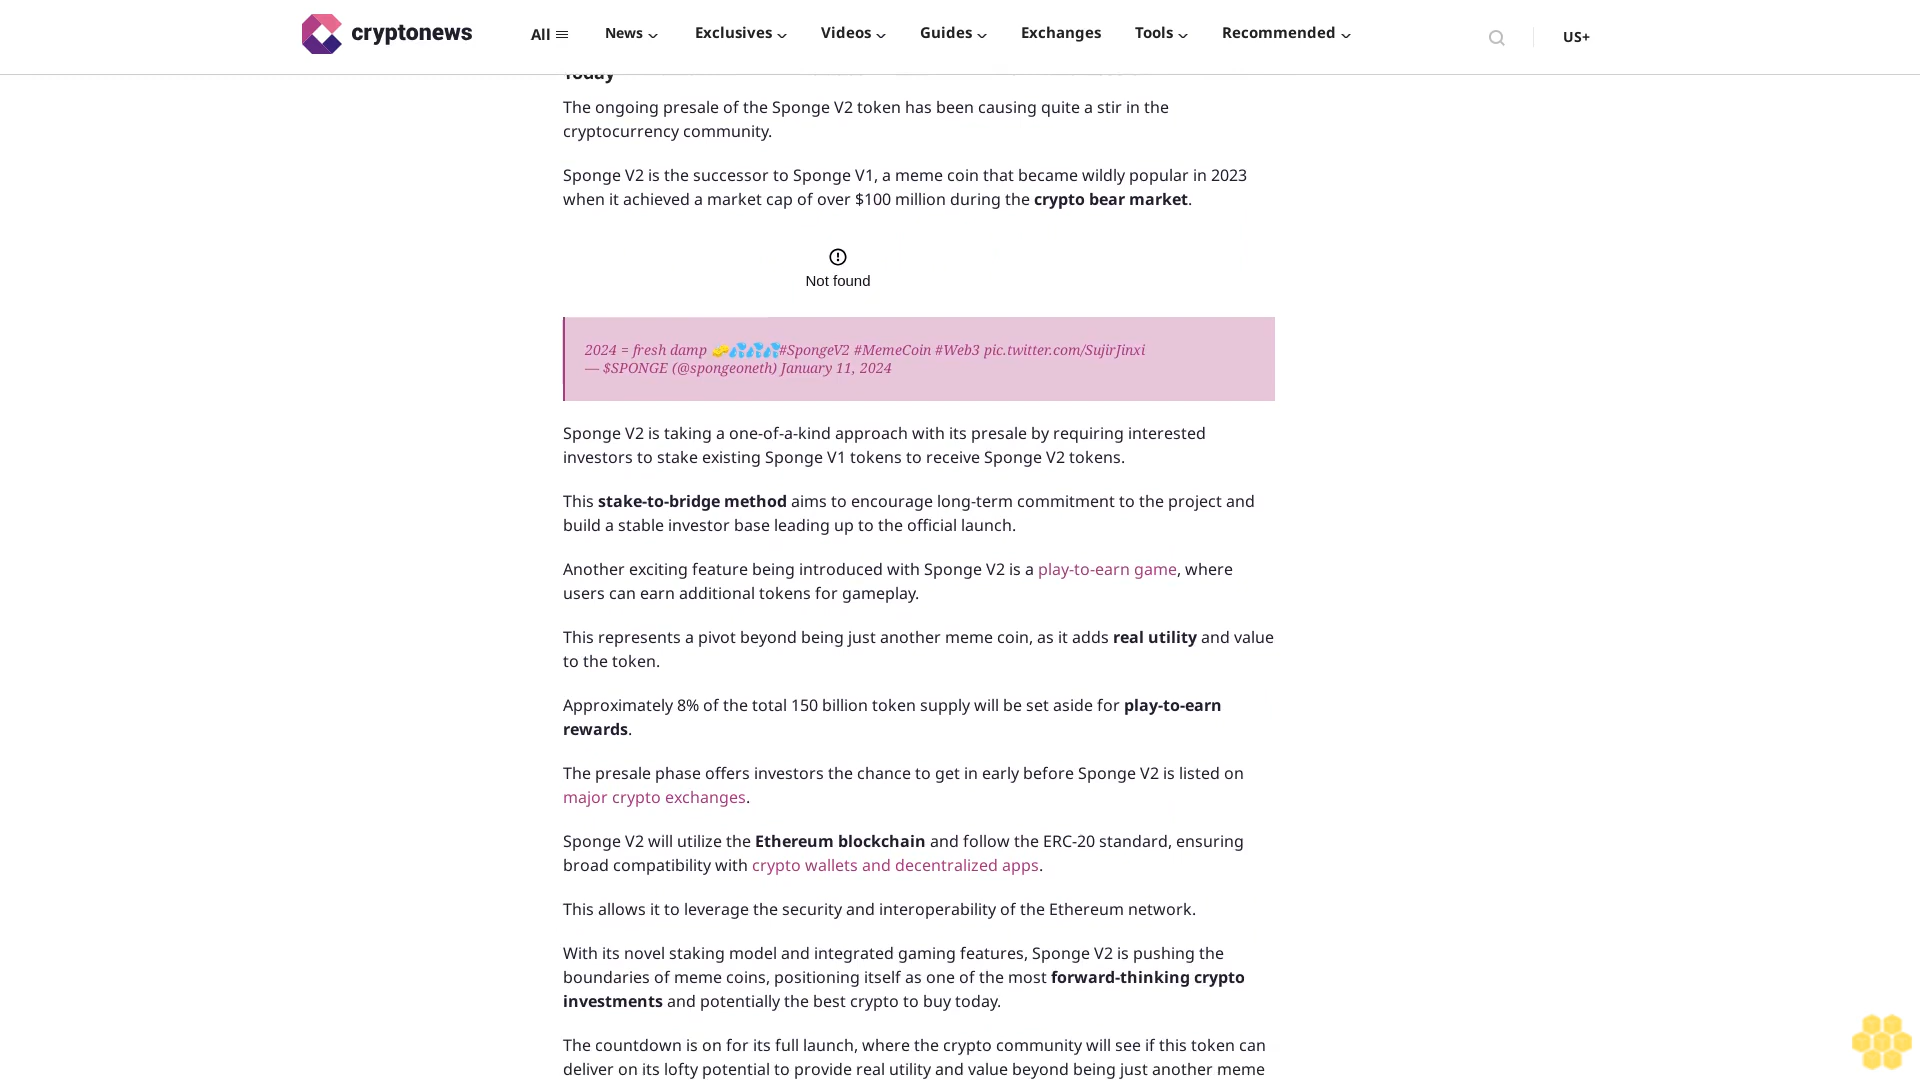 cryptonews
All
News
Exclusives
Videos
Guides
Exchanges
Tools
Recommended
US+
Today
The ongoing presale of the Sponge V2 token has been causing quite a stir in the
cryptocurrency community.
Sponge V2 is the successor to Sponge V1, a meme coin that became wildly popular in 2023
when it achieved a market cap of over $100 million during the crypto bear market.
Not found
2024 = fresh damp 🧽💦💦💦#SpongeV2 #MemeCoin #Web3 pic.twitter.com/SujirJinxi
— $SPONGE (@spongeoneth) January 11, 2024
Sponge V2 is taking a one-of-a-kind approach with its presale by requiring interested
investors to stake existing Sponge V1 tokens to receive Sponge V2 tokens.
This stake-to-bridge method aims to encourage long-term commitment to the project and
build a stable investor base leading up to the official launch.
Another exciting feature being introduced with Sponge V2 is a play-to-earn game, where
users can earn additional tokens for gameplay.
This represents a pivot beyond being just another meme coin, as it adds real utility and value
to the token.
Approximately 8% of the total 150 billion token supply will be set aside for play-to-earn
rewards.
The presale phase offers investors the chance to get in early before Sponge V2 is listed on
major crypto exchanges.
Sponge V2 will utilize the Ethereum blockchain and follow the ERC-20 standard, ensuring
broad compatibility with crypto wallets and decentralized apps.
This allows it to leverage the security and interoperability of the Ethereum network.
With its novel staking model and integrated gaming features, Sponge V2 is pushing the
boundaries of meme coins, positioning itself as one of the most forward-thinking crypto
investments and potentially the best crypto to buy today.
The countdown is on for its full launch, where the crypto community will see if this token can
deliver on its lofty potential to provide real utility and value beyond being just another meme